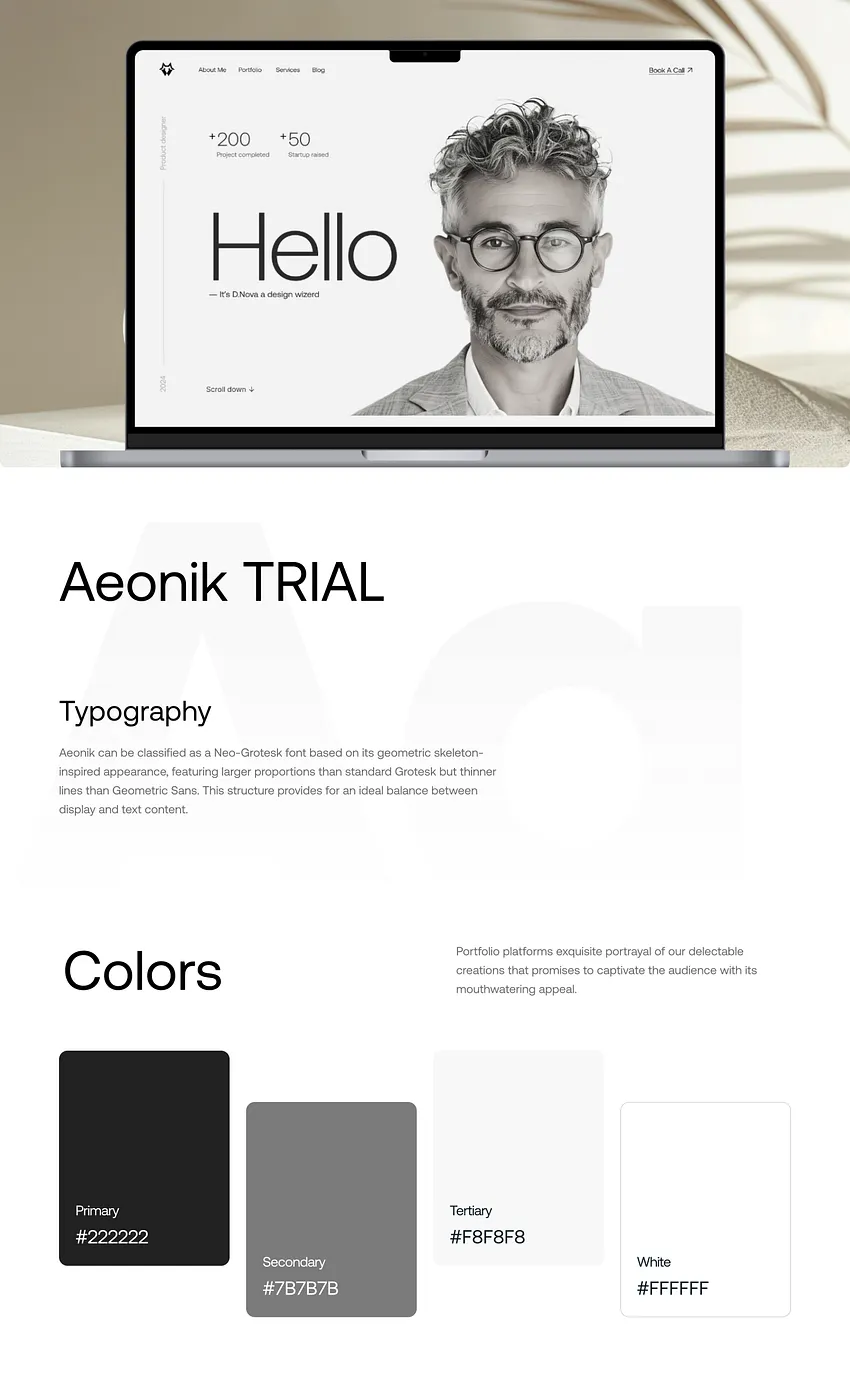 About Me Portfolio Services Blog
Book A Call
Product designer
2024
+200 +50
Project completed Startup raised
Hello
— It's D.Nova a design wizerd
Scroll down ↓
Aeonik TRIAL
Aa
Typography
Aeonik can be classified as a Neo-Grotesk font based on its geometric skeleton-
inspired appearance, featuring larger proportions than standard Grotesk but thinner
lines than Geometric Sans. This structure provides for an ideal balance between
display and text content.
Colors
Portfolio platforms exquisite portrayal of our delectable
creations that promises to captivate the audience with its
mouthwatering appeal.
Primary
#222222
Secondary
#7B7B7B
Tertiary
#F8F8F8
White
#FFFFFF